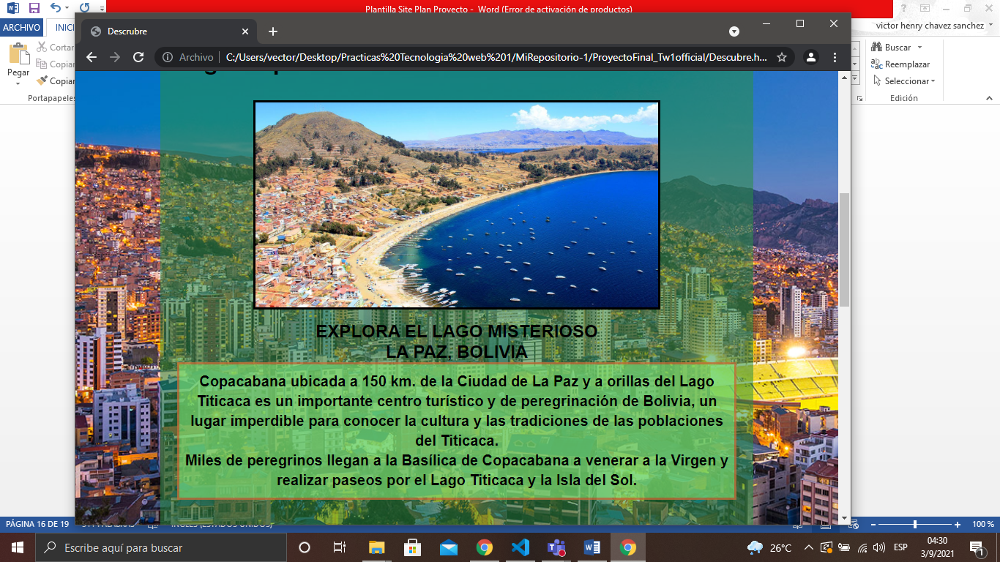 Plantilla Site Plan Proyecto - Word (Error de activación de productos)
ARCHIVO
INICI
victor henry chavez sanchez
Pegar
Cortar
Copiar
Copiar
Portapapeles
Buscar
Reemplazar
Seleccionar
Edición
Descrubre
Archivo
C:/Users/vector/Desktop/Practicas%20Tecnologia%20web%201/MiRepositorio-1/ProyectoFinal_Tw1official/Descubre.h...
EXPLORA EL LAGO MISTERIOSO
LA PAZ, BOLIVIA
Copacabana ubicada a 150 km. de la Ciudad de La Paz y a orillas del Lago
Titicaca es un importante centro turístico y de peregrinación de Bolivia, un
lugar imperdible para conocer la cultura y las tradiciones de las poblaciones
del Titicaca.
Miles de peregrinos llegan a la Basílica de Copacabana a venerar a la Virgen y
realizar paseos por el Lago Titicaca y la Isla del Sol.
PÁGINA 16 DE 19
INGLÉS (ESTADOS UNIDOS)
100 %
Escribe aquí para buscar
26°C
ESP
04:30
3/9/2021
1